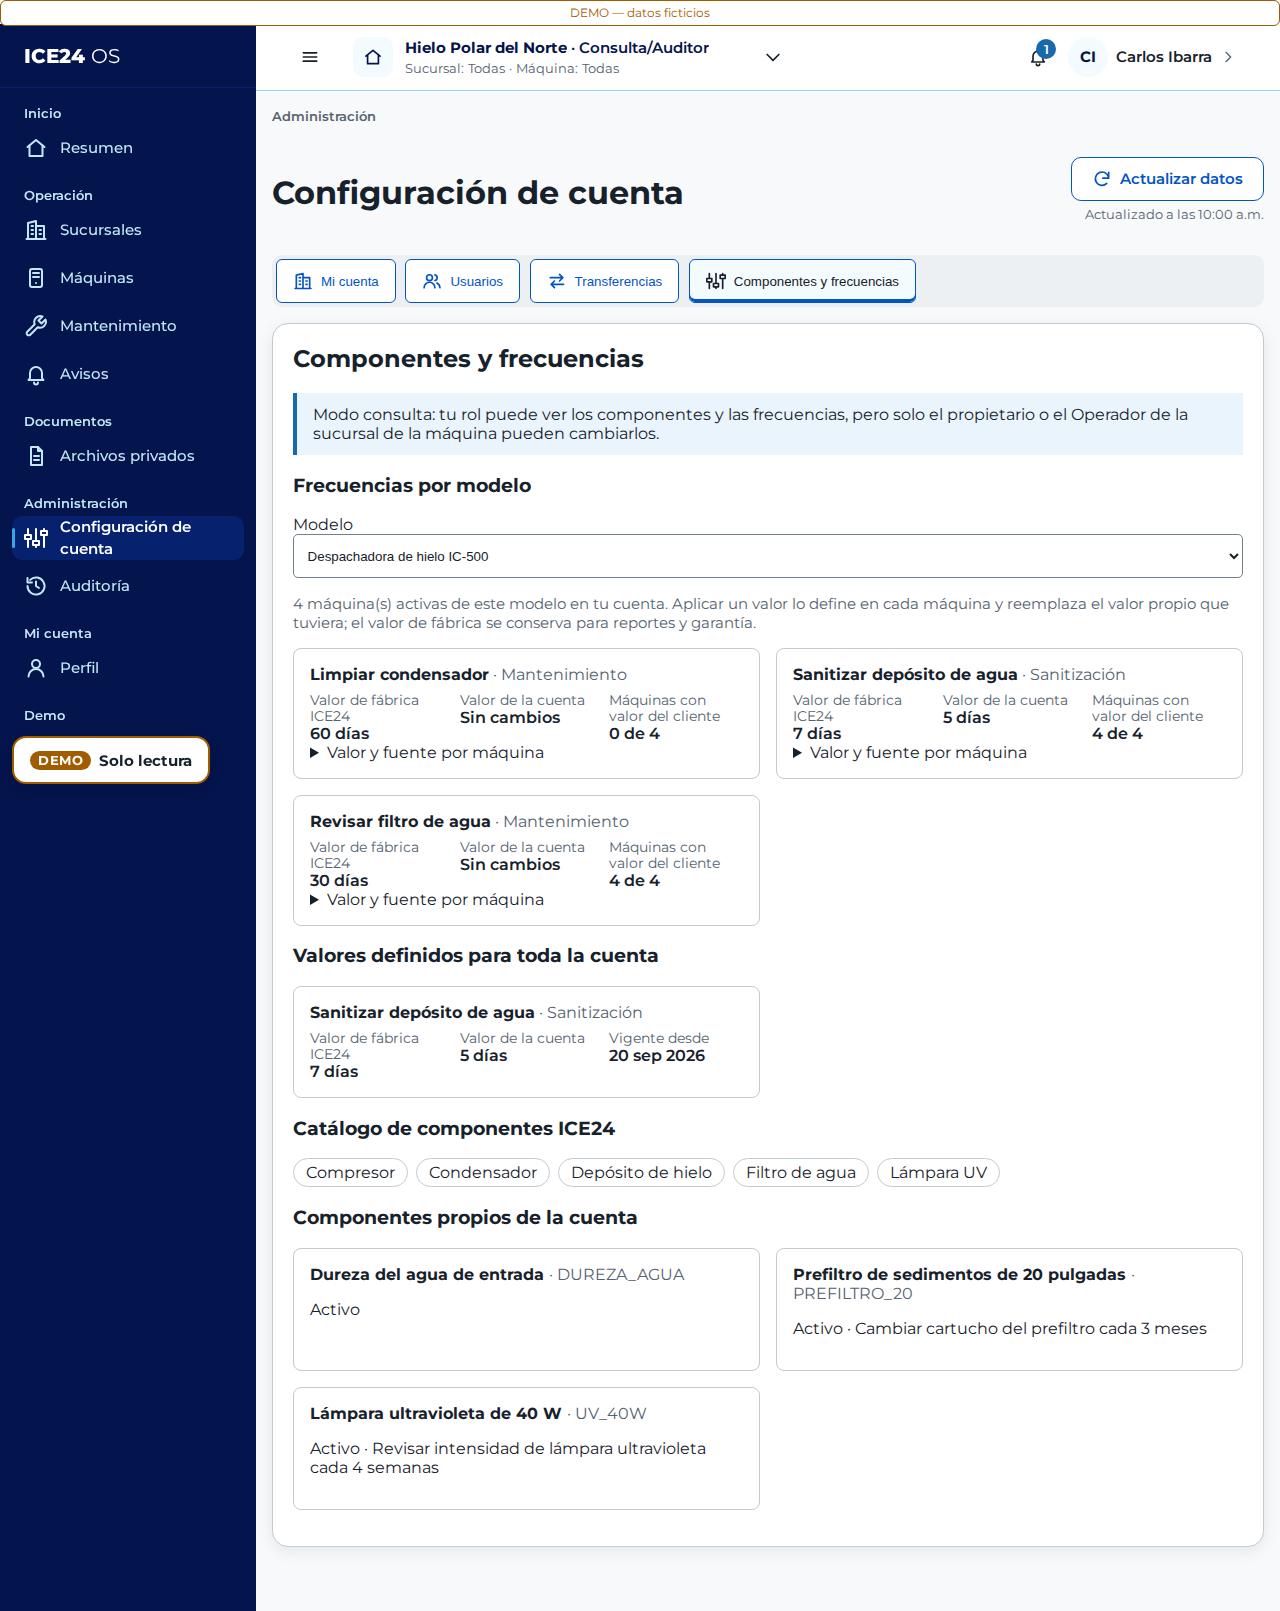 DEMO — datos ficticios
ICE24 OS
Inicio
Resumen
Operación
Sucursales
Máquinas
Mantenimiento
Avisos
Documentos
Archivos privados
Administración
Configuración de
cuenta
Auditoría
Mi cuenta
Perfil
Demo
DEMO Solo lectura
Hielo Polar del Norte · Consulta/Auditor
Sucursal: Todas · Máquina: Todas
1
CI Carlos Ibarra
Administración
Configuración de cuenta
Actualizar datos
Actualizado a las 10:00 a.m.
Mi cuenta
Usuarios
Transferencias
Componentes y frecuencias
Componentes y frecuencias
Modo consulta: tu rol puede ver los componentes y las frecuencias, pero solo el propietario o el Operador de la
sucursal de la máquina pueden cambiarlos.
Frecuencias por modelo
Modelo
Despachadora de hielo IC-500
4 máquina(s) activas de este modelo en tu cuenta. Aplicar un valor lo define en cada máquina y reemplaza el valor propio que
tuviera; el valor de fábrica se conserva para reportes y garantía.
Limpiar condensador · Mantenimiento
Valor de fábrica
ICE24
60 días
Valor de la cuenta
Sin cambios
Máquinas con
valor del cliente
0 de 4
Valor y fuente por máquina
Sanitizar depósito de agua · Sanitización
Valor de fábrica
ICE24
7 días
Valor de la cuenta
5 días
Máquinas con
valor del cliente
4 de 4
Valor y fuente por máquina
Revisar filtro de agua · Mantenimiento
Valor de fábrica
ICE24
30 días
Valor de la cuenta
Sin cambios
Máquinas con
valor del cliente
4 de 4
Valor y fuente por máquina
Valores definidos para toda la cuenta
Sanitizar depósito de agua · Sanitización
Valor de fábrica
ICE24
7 días
Valor de la cuenta
5 días
Vigente desde
20 sep 2026
Catálogo de componentes ICE24
Compresor
Condensador
Depósito de hielo
Filtro de agua
Lámpara UV
Componentes propios de la cuenta
Dureza del agua de entrada · DUREZA_AGUA
Activo
Prefiltro de sedimentos de 20 pulgadas ·
PREFILTRO_20
Activo · Cambiar cartucho del prefiltro cada 3 meses
Lámpara ultravioleta de 40 W · UV_40W
Activo · Revisar intensidad de lámpara ultravioleta
cada 4 semanas